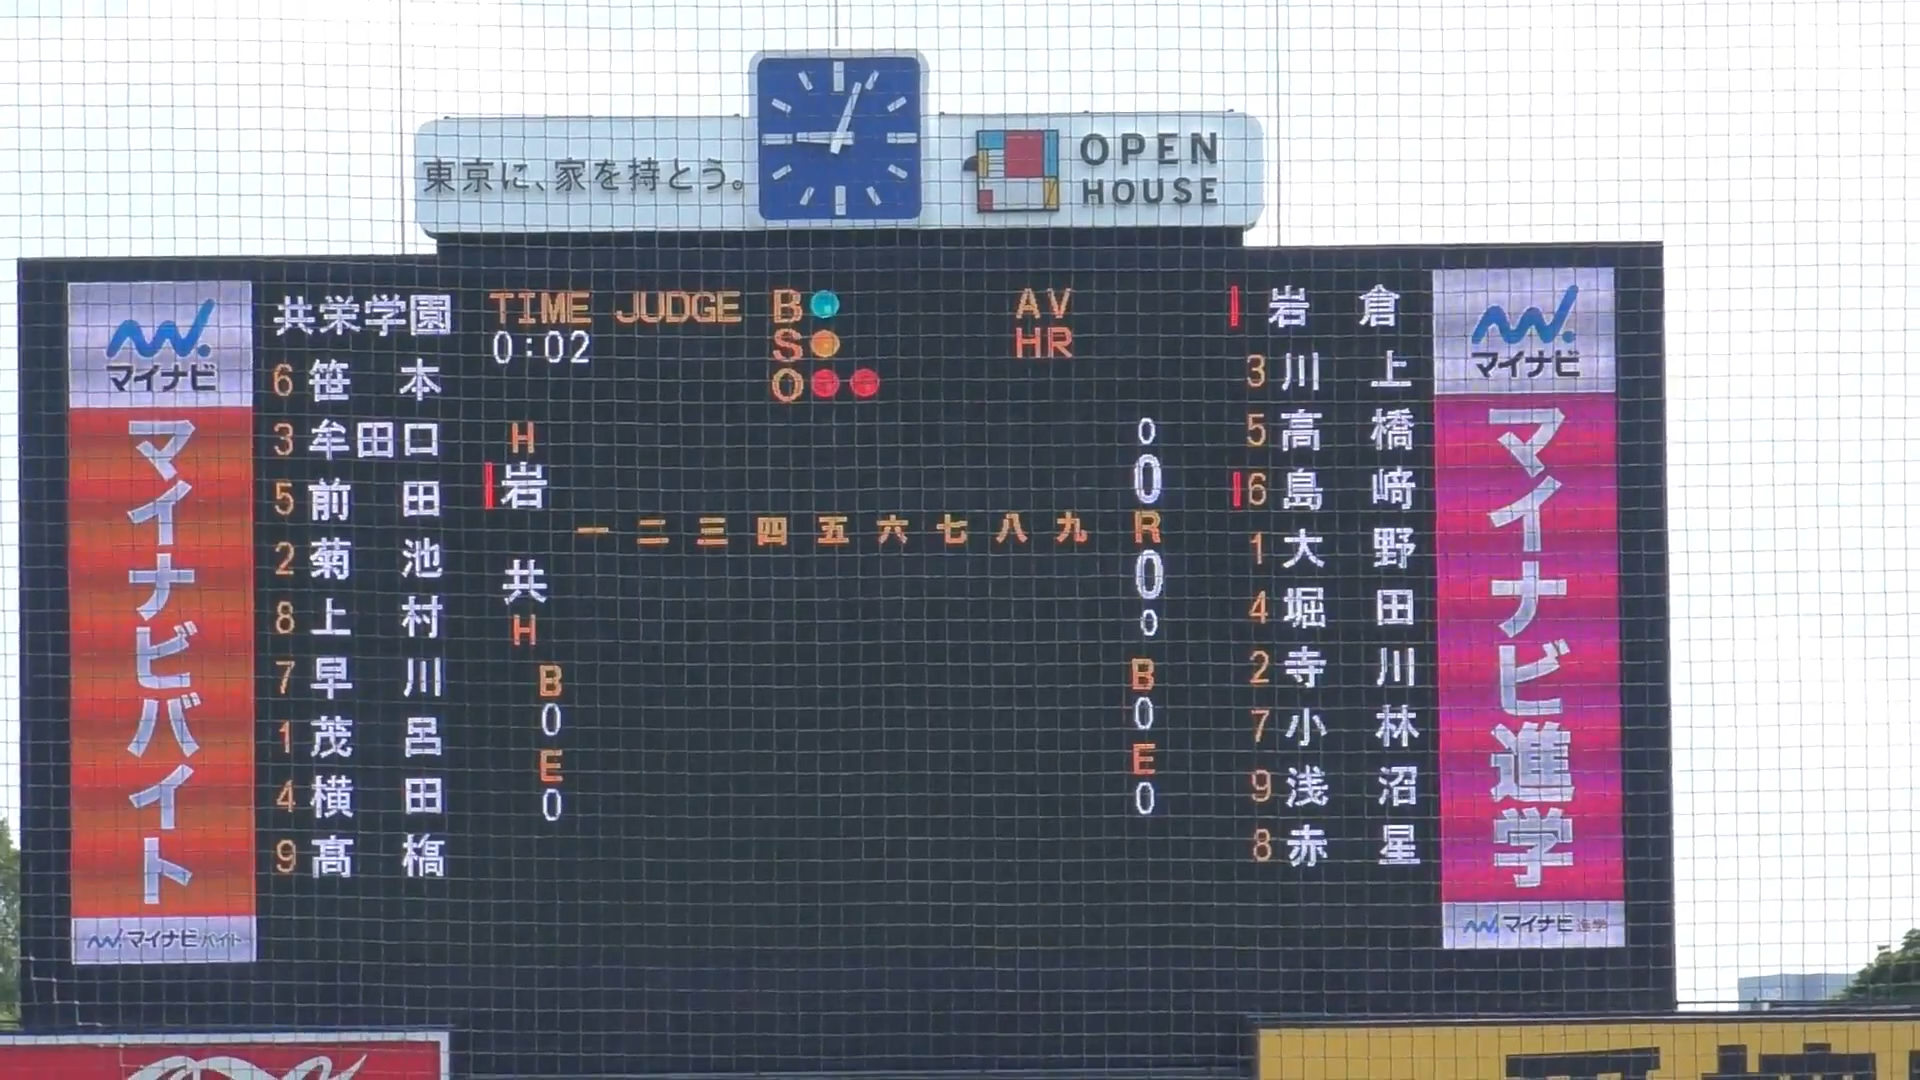 東京に、家を持とう。
OPEN
HOUSE
マイナビ
マイナビバイト
マイナビバイト
共栄学園
6 笹本
3 牟田口
5 前田
2 菊池
8 上村
7 早川
1 茂呂
4 横田
9 髙橋
TIME JUDGE
0:02
B
S
O
AV
HR
H 0
岩 0
一 二 三 四 五 六 七 八 九 R
共 0
H 0
B B
0 0
E E
0 0
岩倉
3 川上
5 高橋
6 島﨑
1 大野
4 堀田
2 寺川
7 小林
9 浅沼
8 赤星
マイナビ
マイナビ進学
マイナビ進学